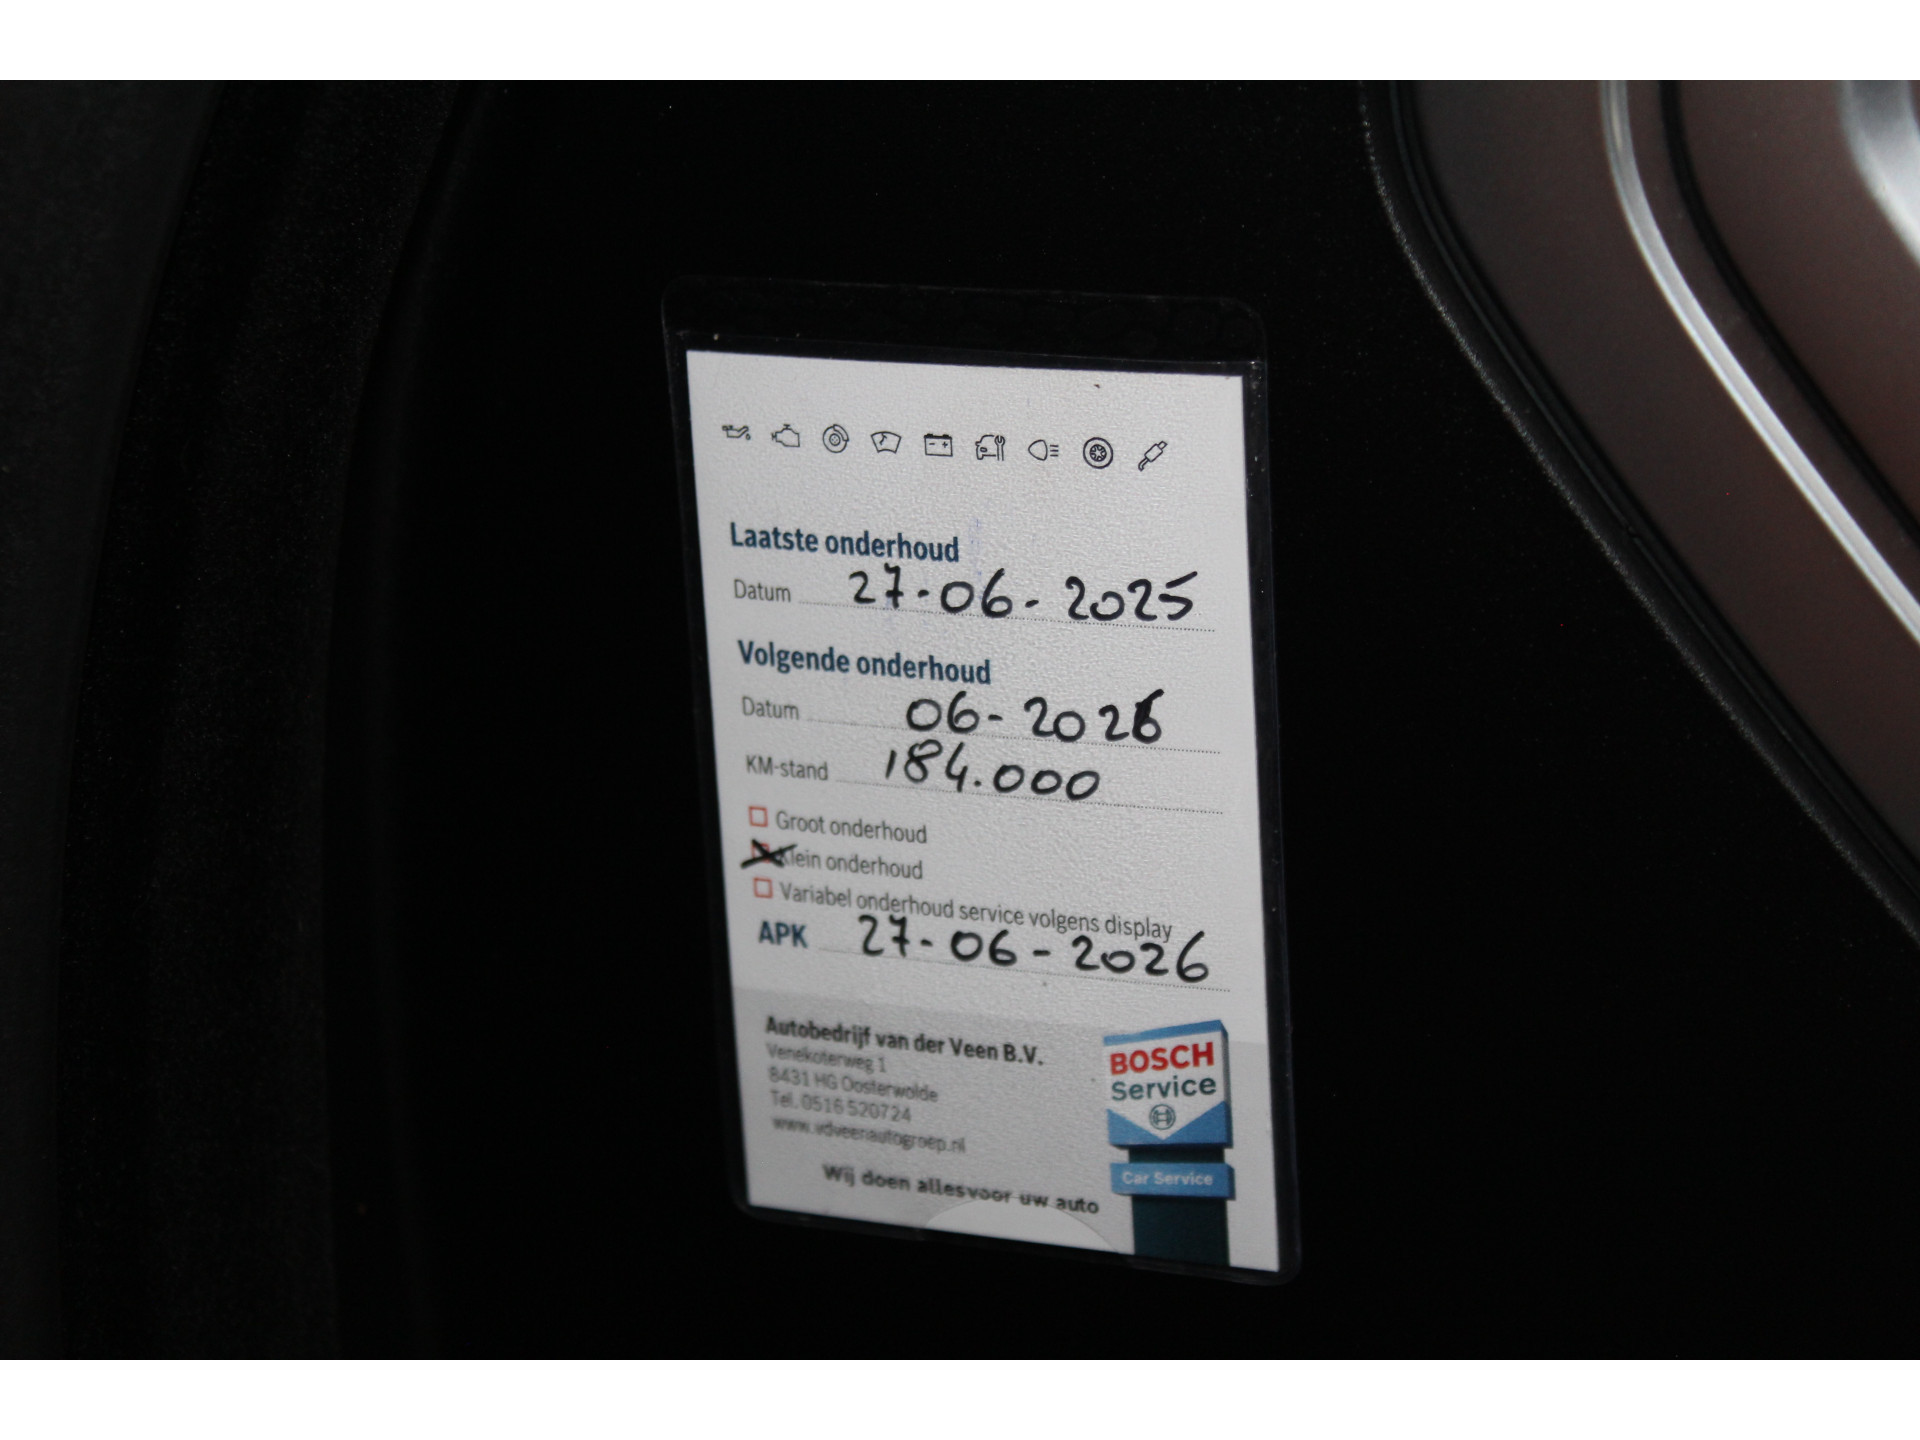 Laatste onderhoud
Datum 27-06-2025
Volgende onderhoud
Datum 06-2026
KM-stand 184.000
Groot onderhoud
Klein onderhoud
Variabel onderhoud service volgens display
APK 27-06-2026
Autobedrijf van der Veen B.V.
Venekoterweg 1
8431 HG Oosterwolde
Tel. 0516 520724
www.vdveenautogroep.nl
Wij doen allesvoor uw auto
BOSCH
Service
Car Service